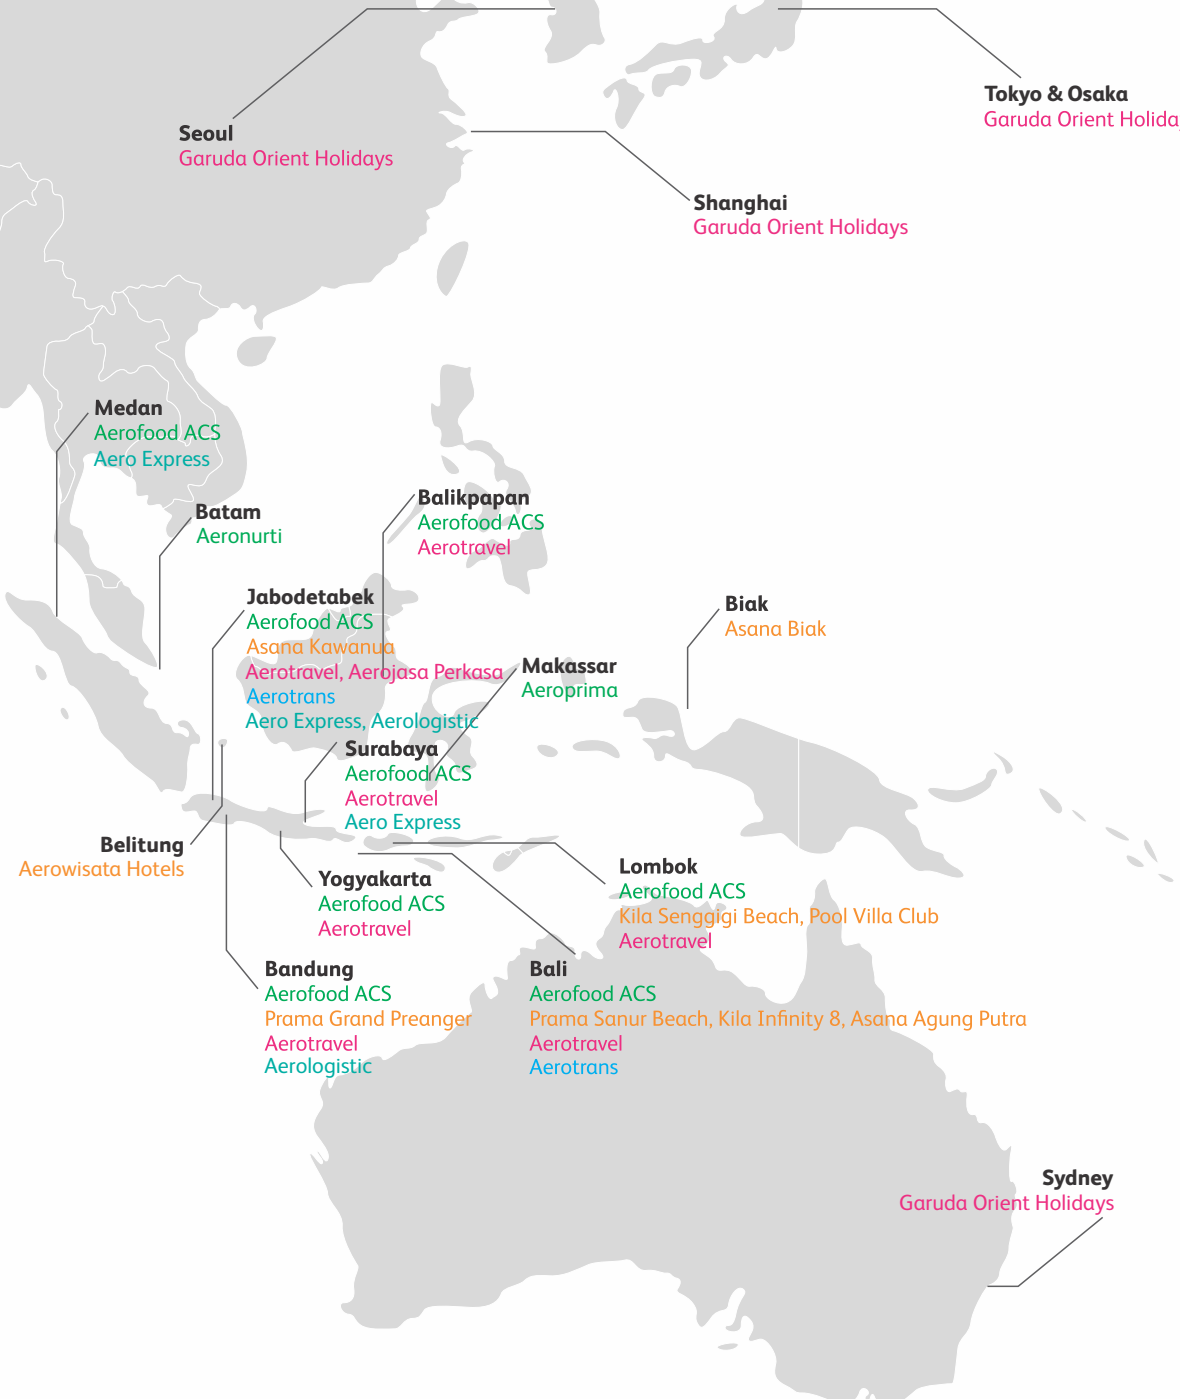 Tokyo & Osaka
Garuda Orient Holida
Seoul
Garuda Orient Holidays
Shanghai
Garuda Orient Holidays
Medan
Aerofood ACS
Aero Express
Batam
Aeronurti
Balikpapan
Aerofood ACS
Aerotravel
Jabodetabek
Aerofood ACS
Asana Kawanua
Aerotravel, Aerojasa Perkasa
Aerotrans
Aero Express, Aerologistic
Biak
Asana Biak
Makassar
Aeroprima
Surabaya
Aerofood ACS
Aerotravel
Aero Express
Belitung
Aerowisata Hotels
Yogyakarta
Aerofood ACS
Aerotravel
Lombok
Aerofood ACS
Kila Senggigi Beach, Pool Villa Club
Aerotravel
Bandung
Aerofood ACS
Prama Grand Preanger
Aerotravel
Aerologistic
Bali
Aerofood ACS
Prama Sanur Beach, Kila Infinity 8, Asana Agung Putra
Aerotravel
Aerotrans
Sydney
Garuda Orient Holidays